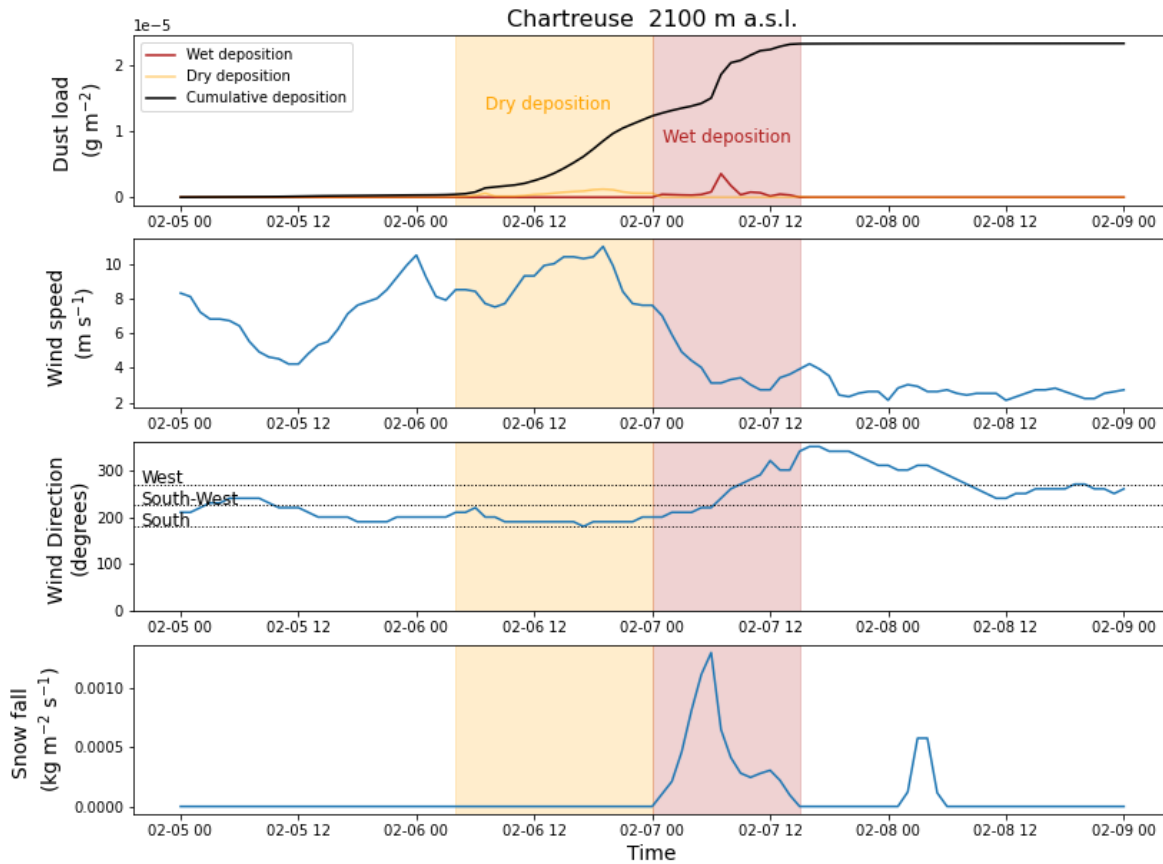 Chartreuse 2100 m a.s.l.
1e−5
Wet deposition
Dry deposition
Cumulative deposition
Dry deposition
Wet deposition
Dust load
(g m⁻²)
2
1
0
02-05 00 02-05 12 02-06 00 02-06 12 02-07 00 02-07 12 02-08 00 02-08 12 02-09 00
Wind speed
(m s⁻¹)
10
8
6
4
2
02-05 00 02-05 12 02-06 00 02-06 12 02-07 00 02-07 12 02-08 00 02-08 12 02-09 00
Wind Direction
(degrees)
300
200
100
0
West
South-West
South
02-05 00 02-05 12 02-06 00 02-06 12 02-07 00 02-07 12 02-08 00 02-08 12 02-09 00
Snow fall
(kg m⁻² s⁻¹)
0.0010
0.0005
0.0000
02-05 00 02-05 12 02-06 00 02-06 12 02-07 00 02-07 12 02-08 00 02-08 12 02-09 00
Time